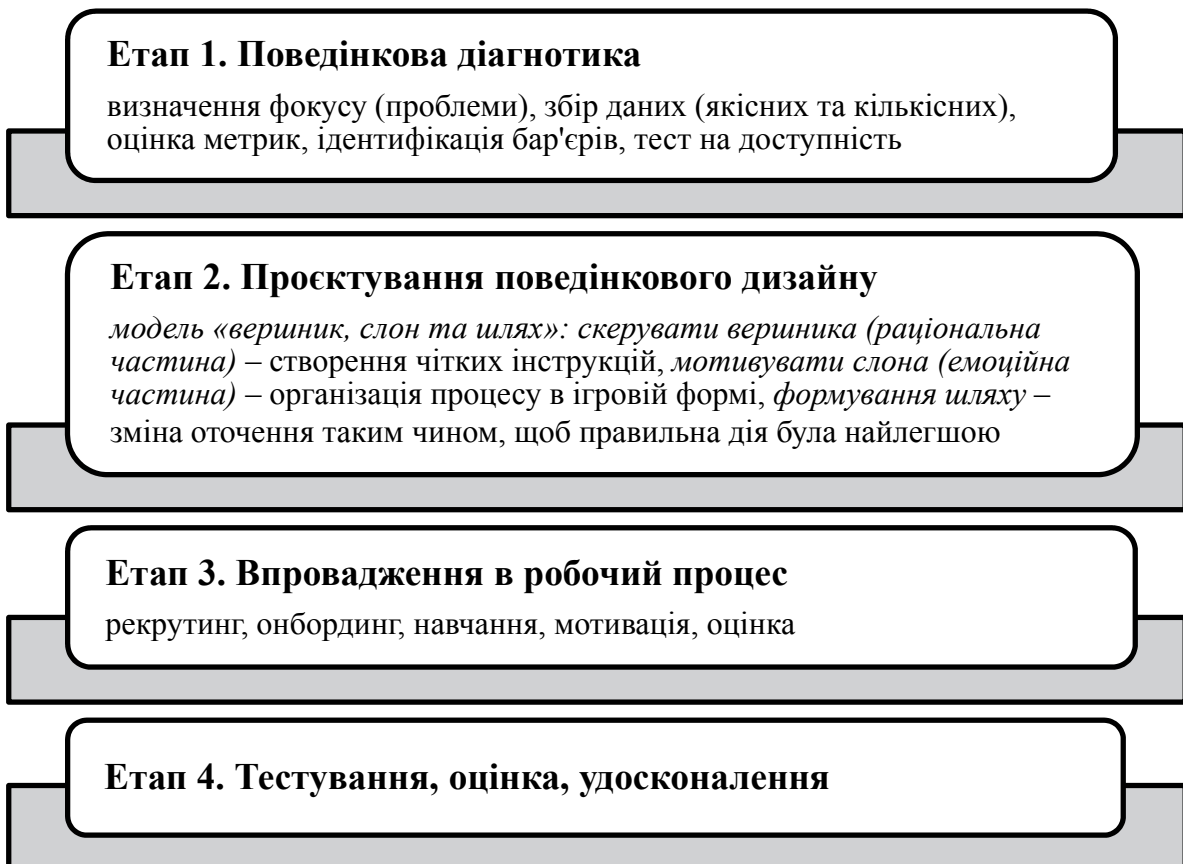 Етап 1. Поведінкова діагнотика
визначення фокусу (проблеми), збір даних (якісних та кількісних),
оцінка метрик, ідентифікація бар'єрів, тест на доступність
Етап 2. Проєктування поведінкового дизайну
модель «вершник, слон та шлях»: скерувати вершника (раціональна
частина) – створення чітких інструкцій, мотивувати слона (емоційна
частина) – організація процесу в ігровій формі, формування шляху –
зміна оточення таким чином, щоб правильна дія була найлегшою
Етап 3. Впровадження в робочий процес
рекрутинг, онбординг, навчання, мотивація, оцінка
Етап 4. Тестування, оцінка, удосконалення